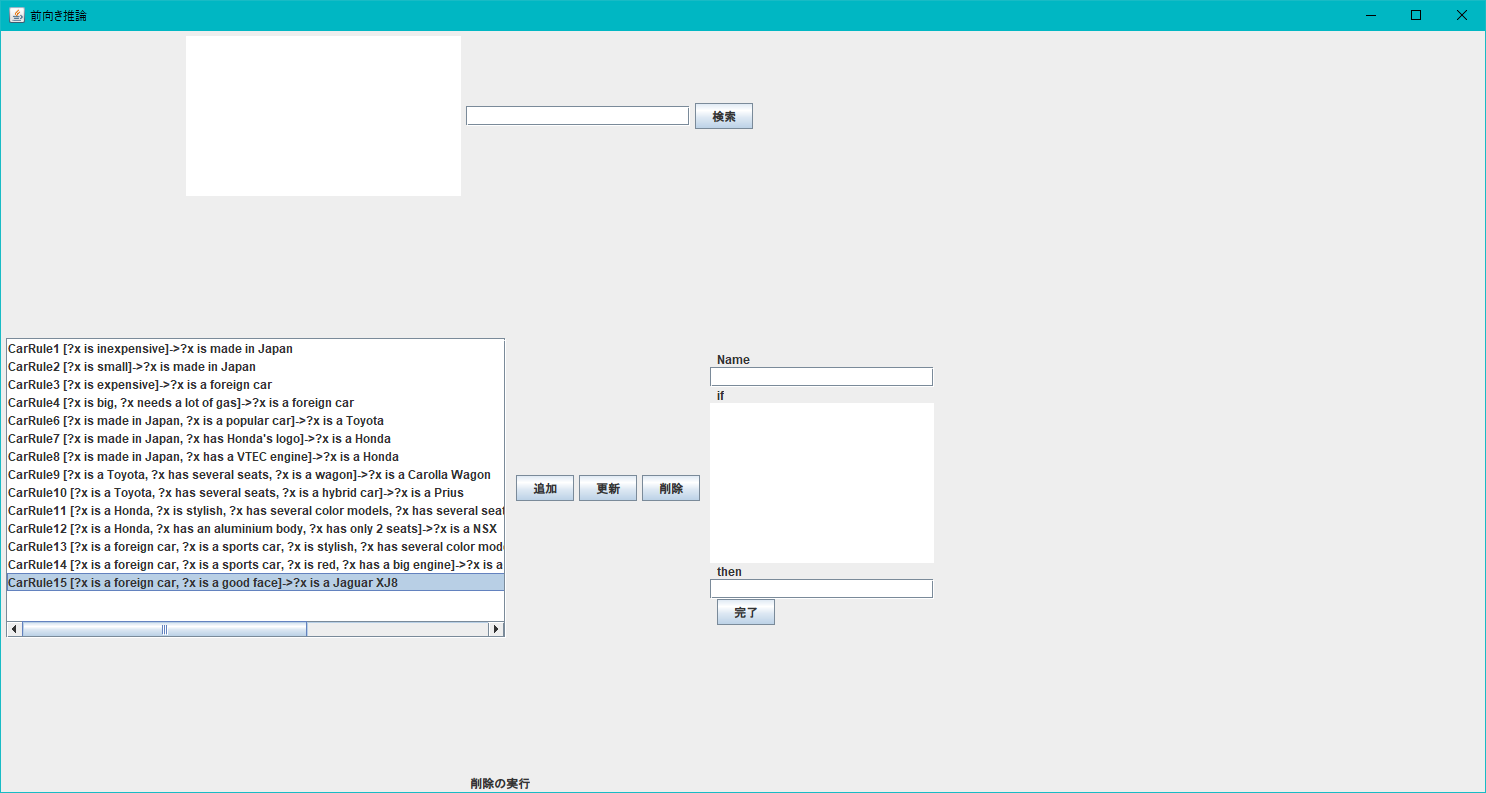 前向き推論
検索
CarRule1 [?x is inexpensive]->?x is made in Japan
CarRule2 [?x is small]->?x is made in Japan
CarRule3 [?x is expensive]->?x is a foreign car
CarRule4 [?x is big, ?x needs a lot of gas]->?x is a foreign car
CarRule6 [?x is made in Japan, ?x is a popular car]->?x is a Toyota
CarRule7 [?x is made in Japan, ?x has Honda's logo]->?x is a Honda
CarRule8 [?x is made in Japan, ?x has a VTEC engine]->?x is a Honda
CarRule9 [?x is a Toyota, ?x has several seats, ?x is a wagon]->?x is a Carolla Wagon
CarRule10 [?x is a Toyota, ?x has several seats, ?x is a hybrid car]->?x is a Prius
CarRule11 [?x is a Honda, ?x is stylish, ?x has several color models, ?x has several seat
CarRule12 [?x is a Honda, ?x has an aluminium body, ?x has only 2 seats]->?x is a NSX
CarRule13 [?x is a foreign car, ?x is a sports car, ?x is stylish, ?x has several color mod
CarRule14 [?x is a foreign car, ?x is a sports car, ?x is red, ?x has a big engine]->?x is a
CarRule15 [?x is a foreign car, ?x is a good face]->?x is a Jaguar XJ8
追加 更新 削除
Name
if
then
完了
削除の実行